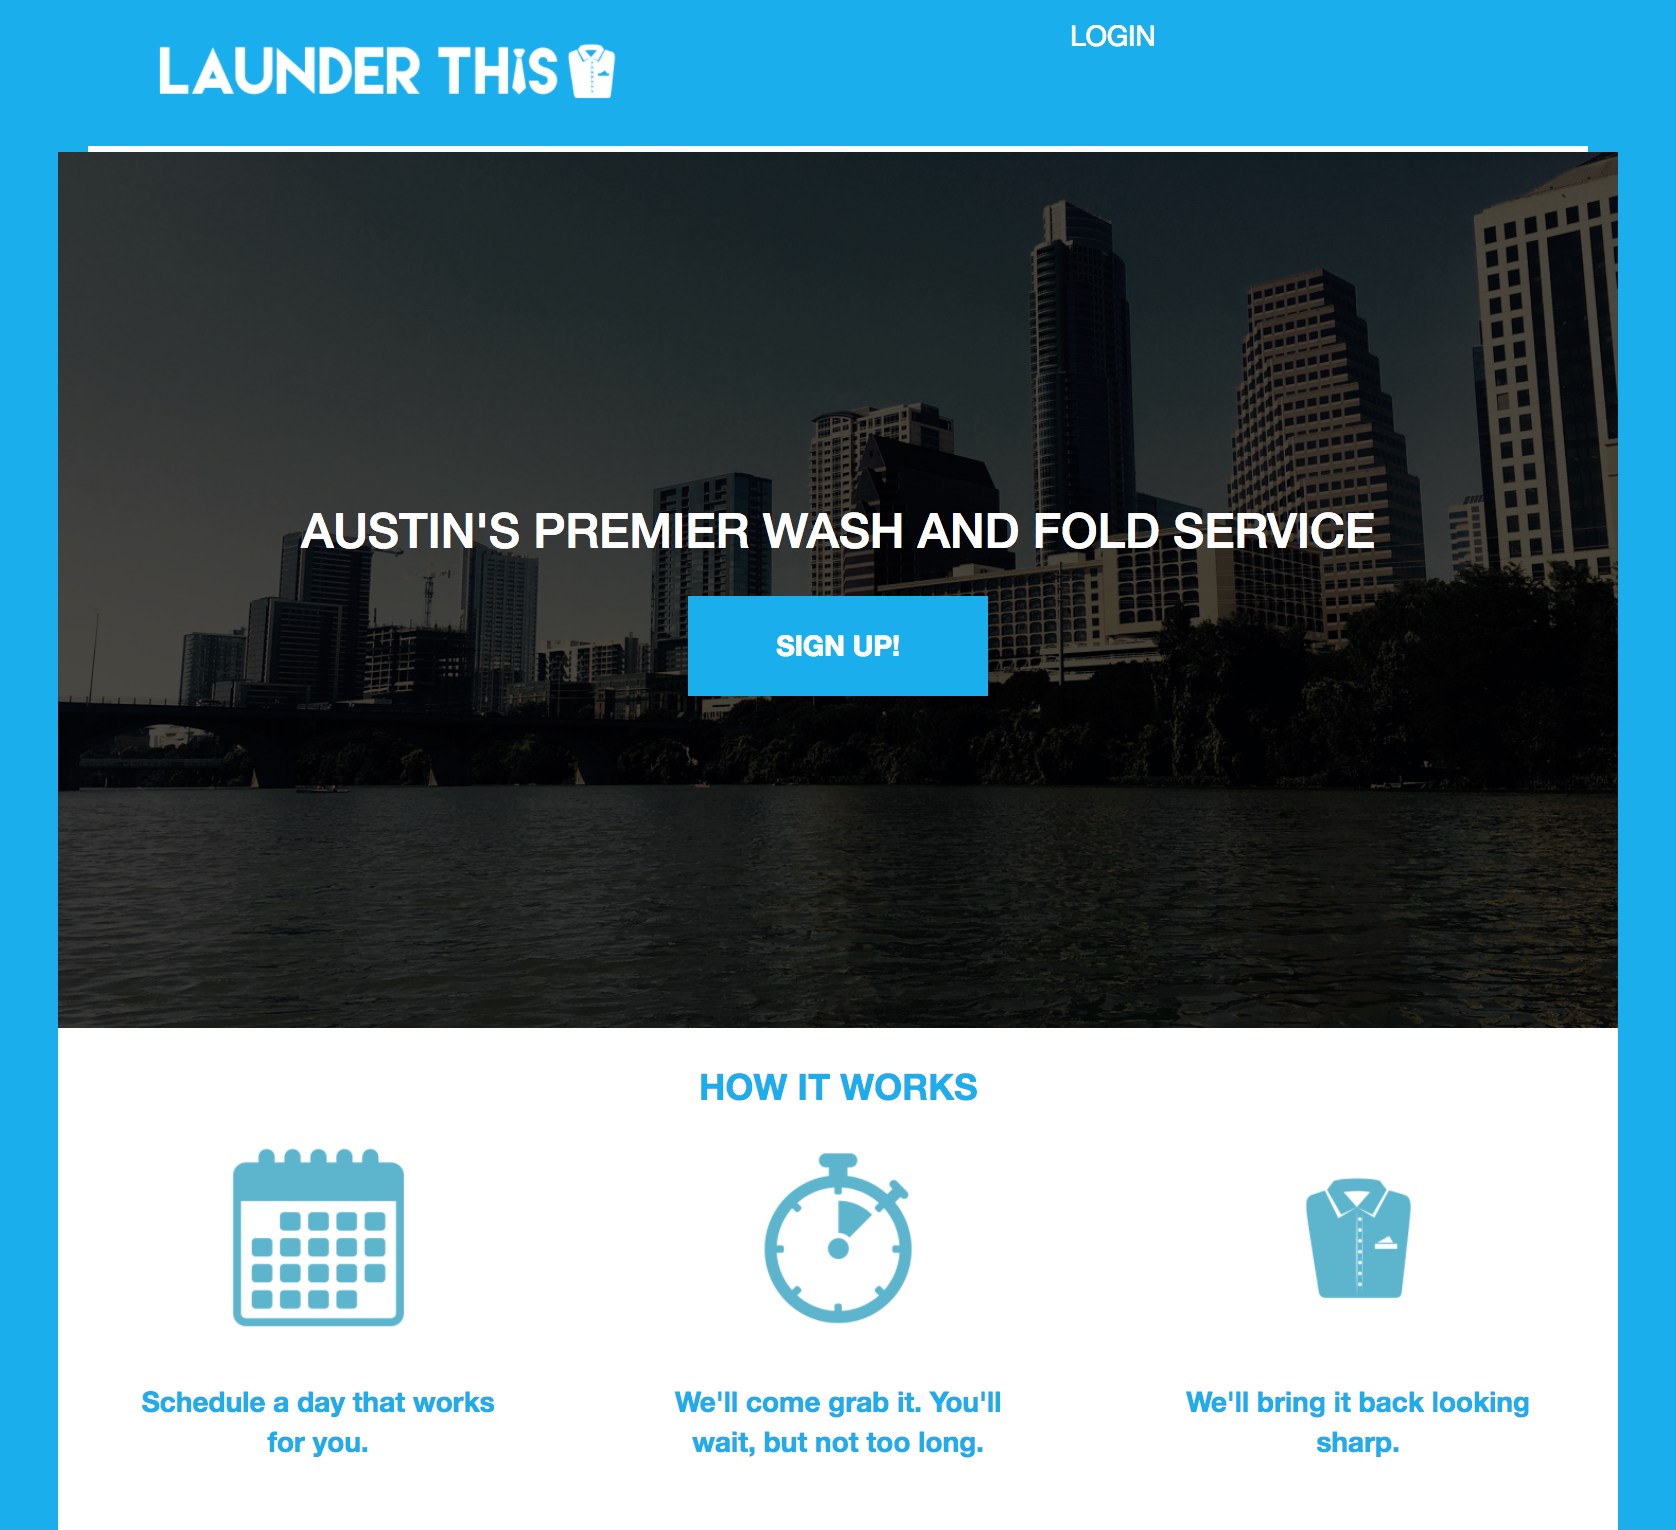 LAUNDER THIS
LOGIN
AUSTIN'S PREMIER WASH AND FOLD SERVICE
SIGN UP!
HOW IT WORKS
Schedule a day that works
for you.
We'll come grab it. You'll
wait, but not too long.
We'll bring it back looking
sharp.